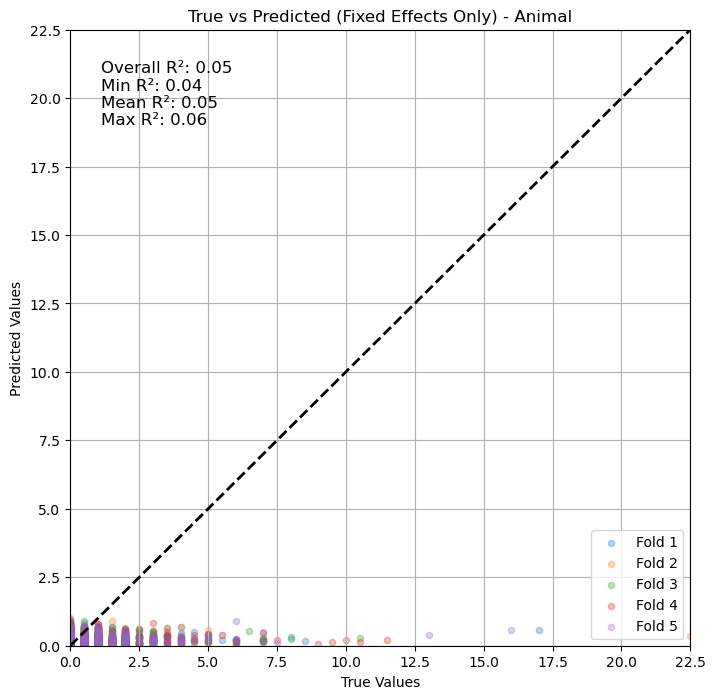 True vs Predicted (Fixed Effects Only) - Animal
22.5
20.0
17.5
15.0
12.5
10.0
7.5
5.0
2.5
0.0
Predicted Values
Overall R²: 0.05
Min R²: 0.04
Mean R²: 0.05
Max R²: 0.06
Fold 1
Fold 2
Fold 3
Fold 4
Fold 5
0.0 2.5 5.0 7.5 10.0 12.5 15.0 17.5 20.0 22.5
True Values